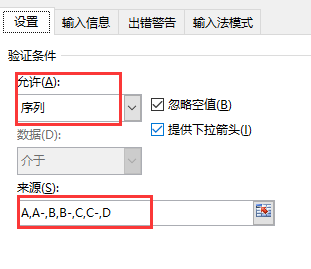 设置 输入信息 出错警告 输入法模式
验证条件
允许(A):
序列 忽略空值(B)
数据(D): 提供下拉箭头(I)
介于
来源(S):
A,A-,B,B-,C,C-,D